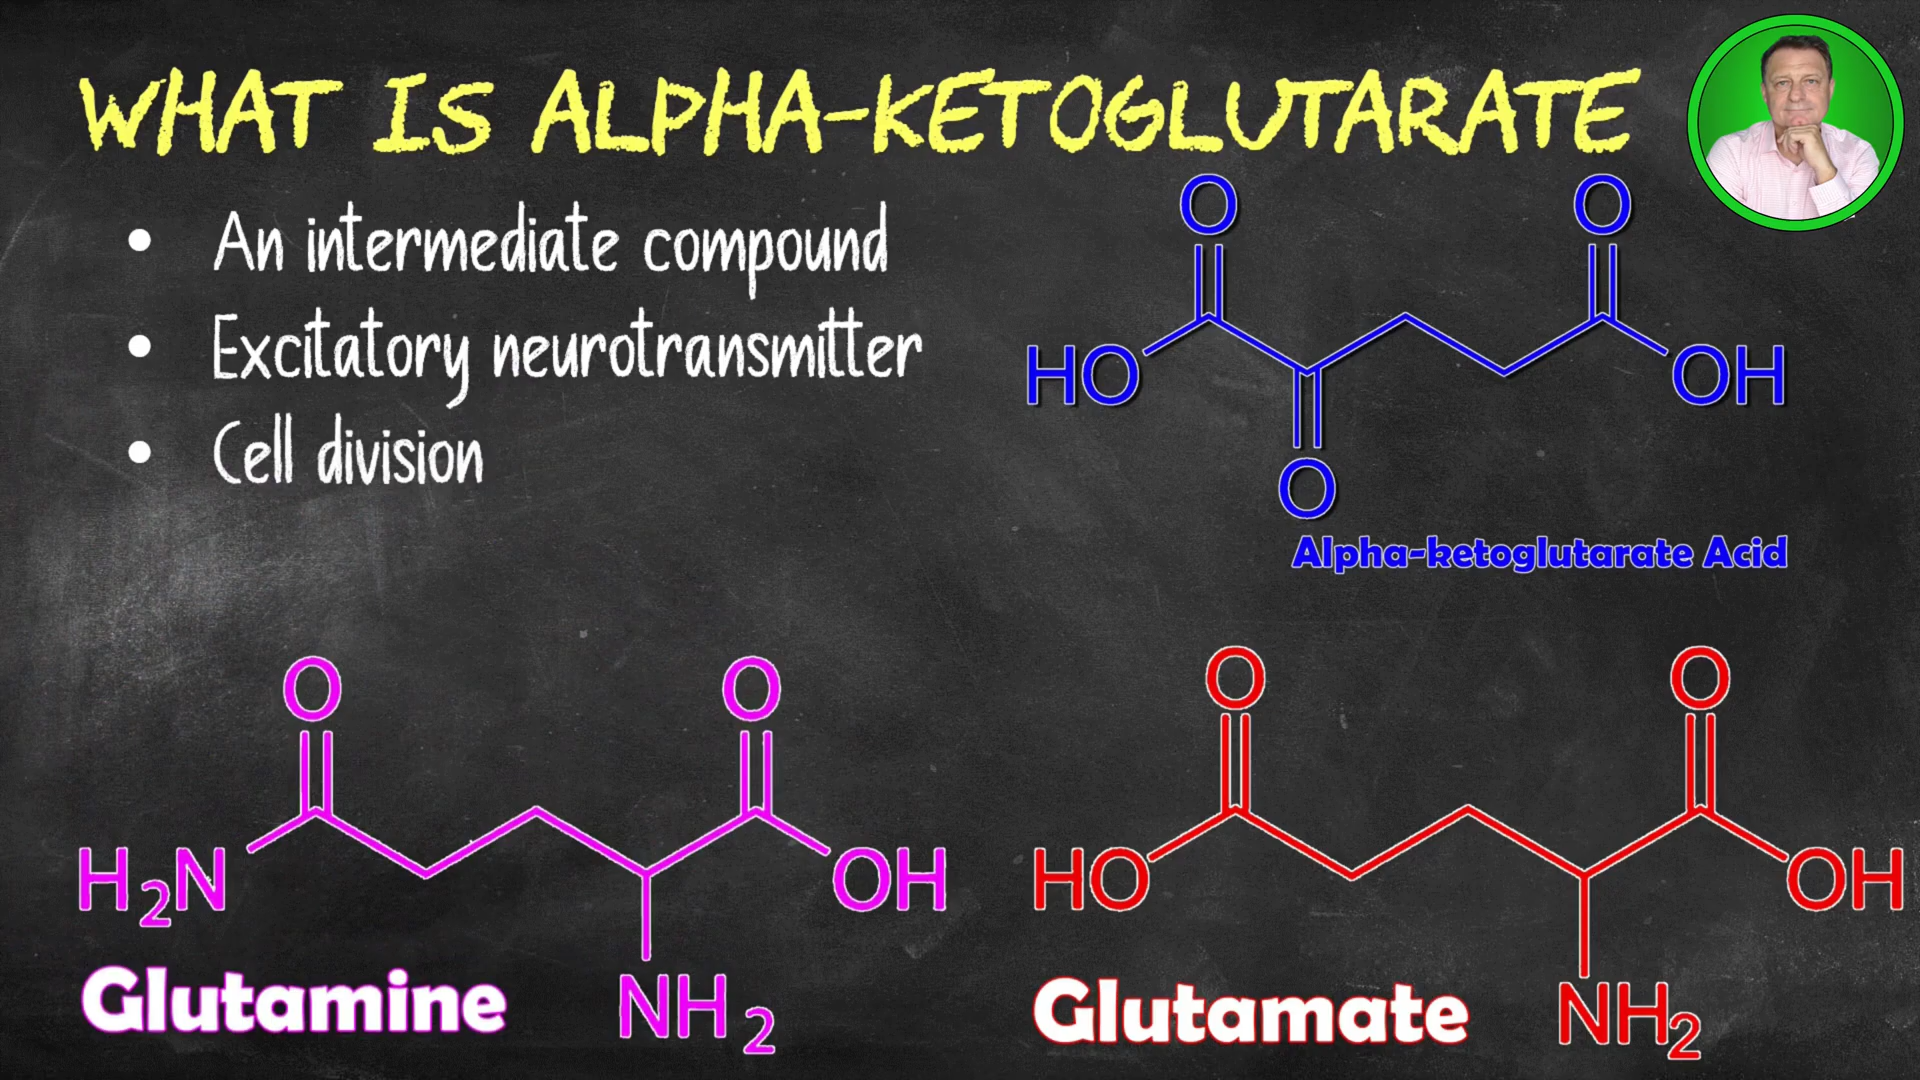 WHAT IS ALPHA-KETOGLUTARATE
• An intermediate compound
• Excitatory neurotransmitter
• Cell division
O O
HO OH
O
Alpha-ketoglutarate Acid
O O
H2N OH
NH2
Glutamine
O O
HO OH
NH2
Glutamate